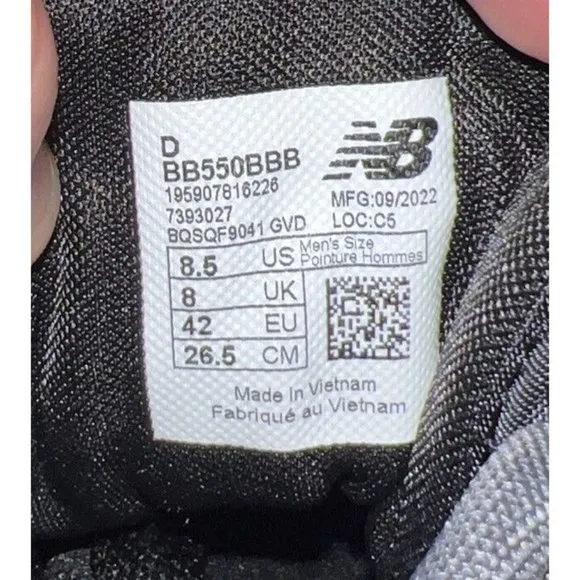 D
BB550BBB
195907816226
7393027
BQSQF9041 GVD
NB
MFG:09/2022
LOC:C5
8.5 US Men's Size
Pointure Hommes
8 UK
42 EU
26.5 CM
Made In Vietnam
Fabriqué au Vietnam